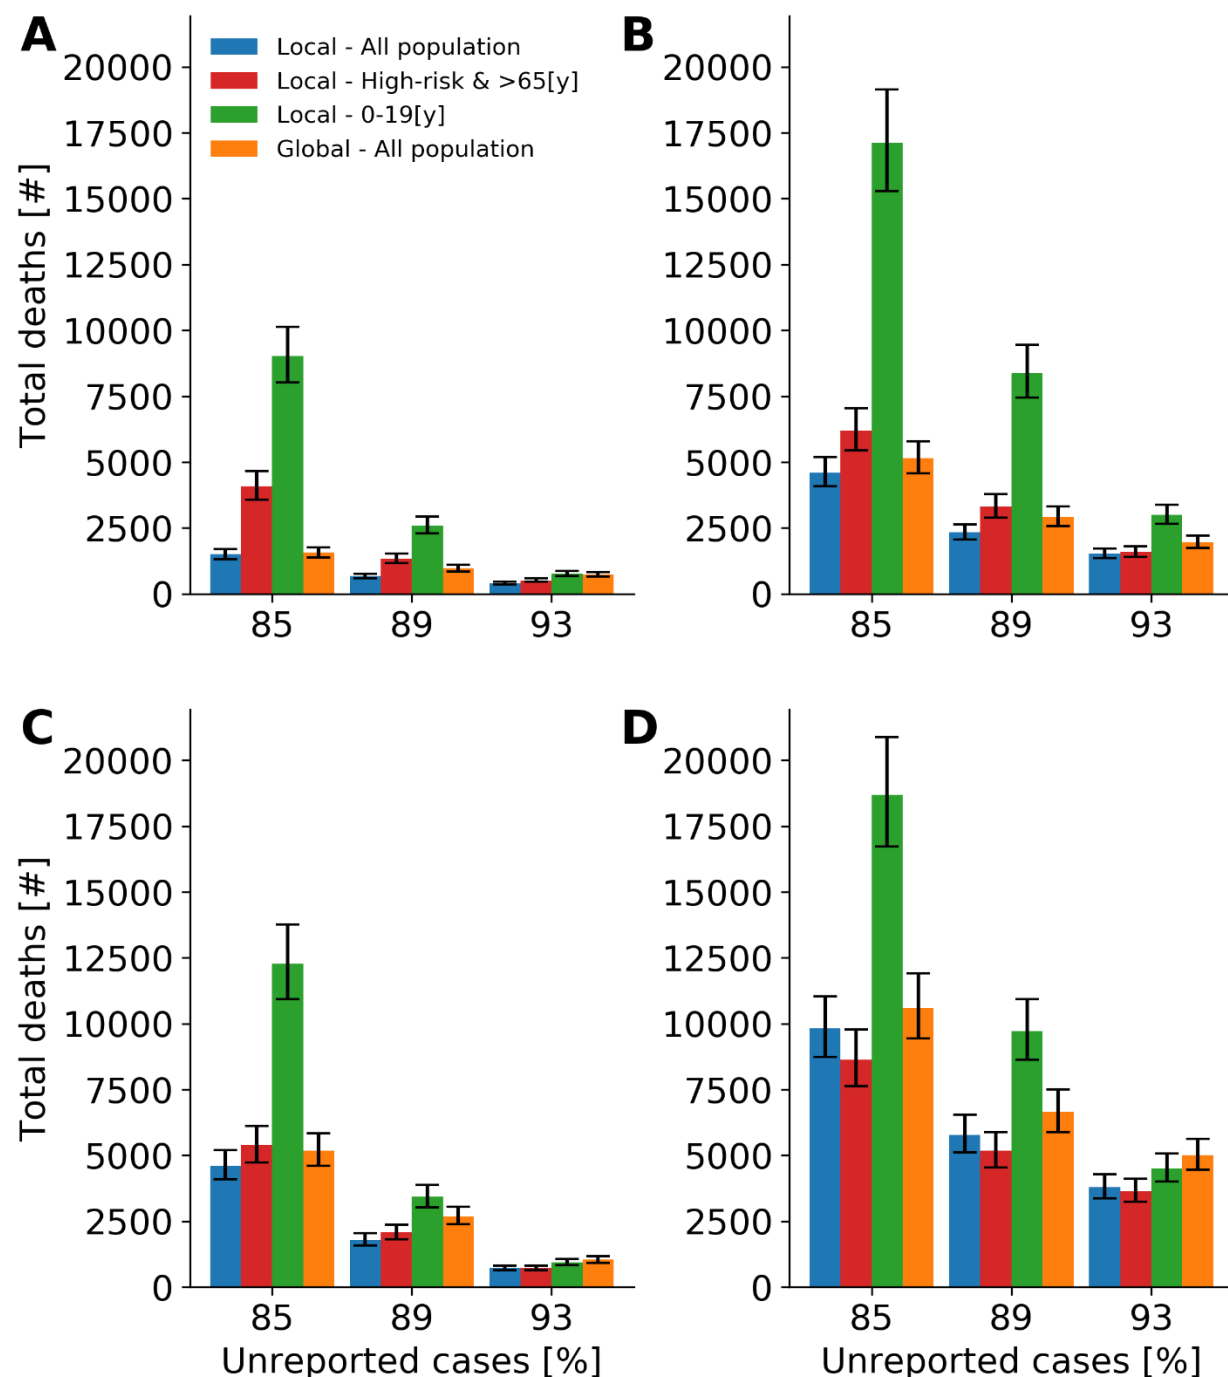 A
Total deaths [#]
20000
17500
15000
12500
10000
7500
5000
2500
0
Local - All population
Local - High-risk & >65[y]
Local - 0-19[y]
Global - All population
85 89 93
B
20000
17500
15000
12500
10000
7500
5000
2500
0
85 89 93
C
Total deaths [#]
20000
17500
15000
12500
10000
7500
5000
2500
0
85 89 93
Unreported cases [%]
D
20000
17500
15000
12500
10000
7500
5000
2500
0
85 89 93
Unreported cases [%]